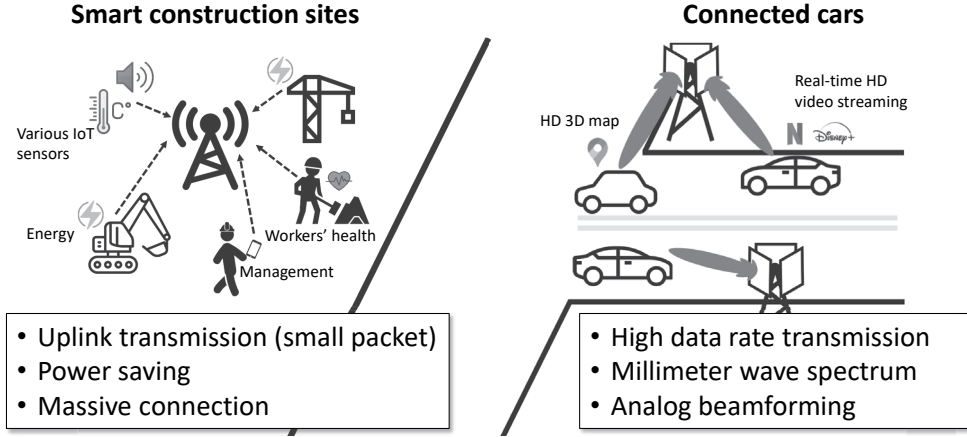 Smart construction sites
C°
Various IoT
sensors
Energy
Workers' health
Management
• Uplink transmission (small packet)
• Power saving
• Massive connection
Connected cars
Real-time HD
video streaming
N Disney+
HD 3D map
• High data rate transmission
• Millimeter wave spectrum
• Analog beamforming